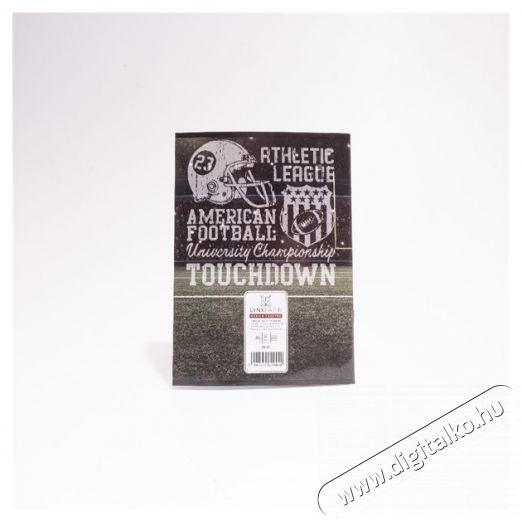 23
ATHLETIC
LEAGUE
AMERICAN
FOOTBALL
University Championship
TOUCHDOWN
www.digitalko.hu